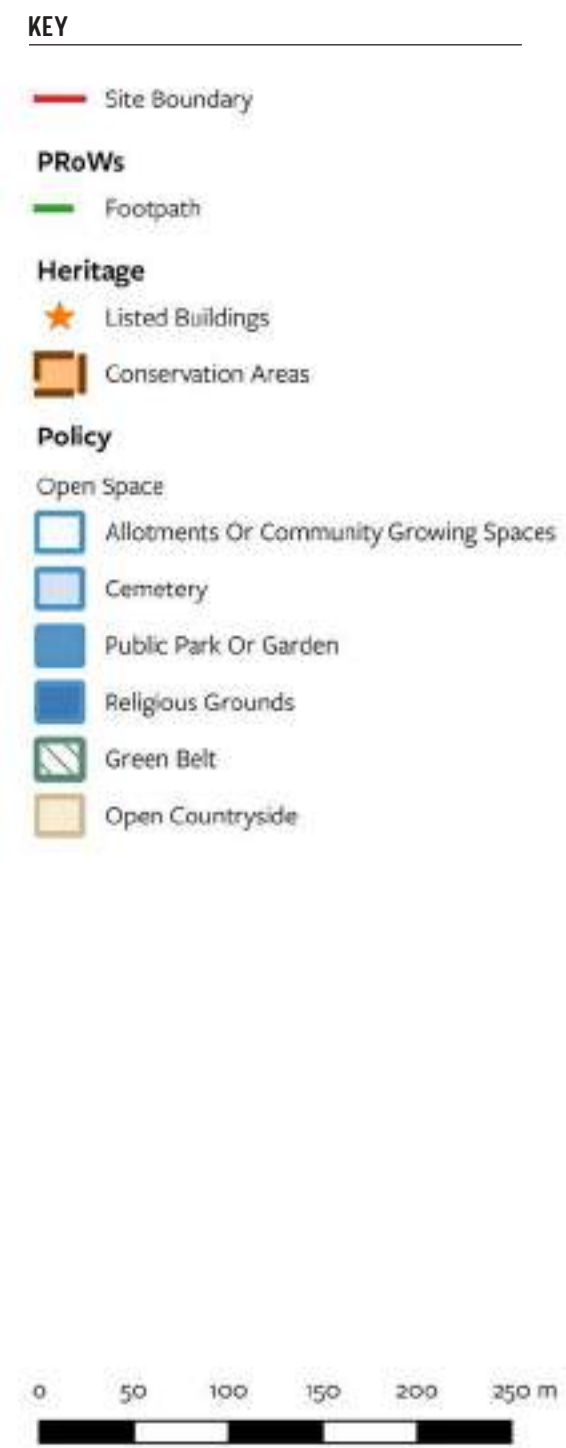 KEY
Site Boundary
PRoWs
Footpath
Heritage
Listed Buildings
Conservation Areas
Policy
Open Space
Allotments Or Community Growing Spaces
Cemetery
Public Park Or Garden
Religious Grounds
Green Belt
Open Countryside
0 50 100 150 200 250 m